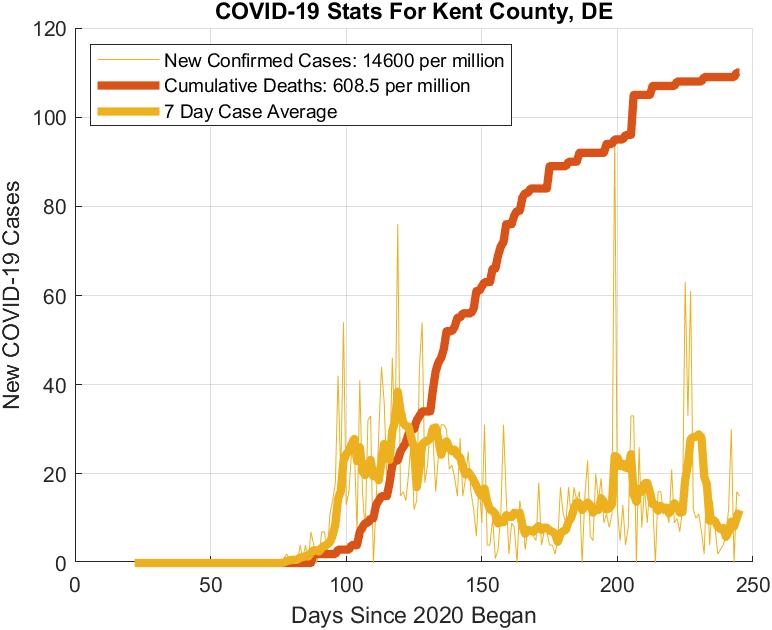 COVID-19 Stats For Kent County, DE
New Confirmed Cases: 14600 per million
Cumulative Deaths: 608.5 per million
7 Day Case Average
New COVID-19 Cases
120
100
80
60
40
20
0
0 50 100 150 200 250
Days Since 2020 Began